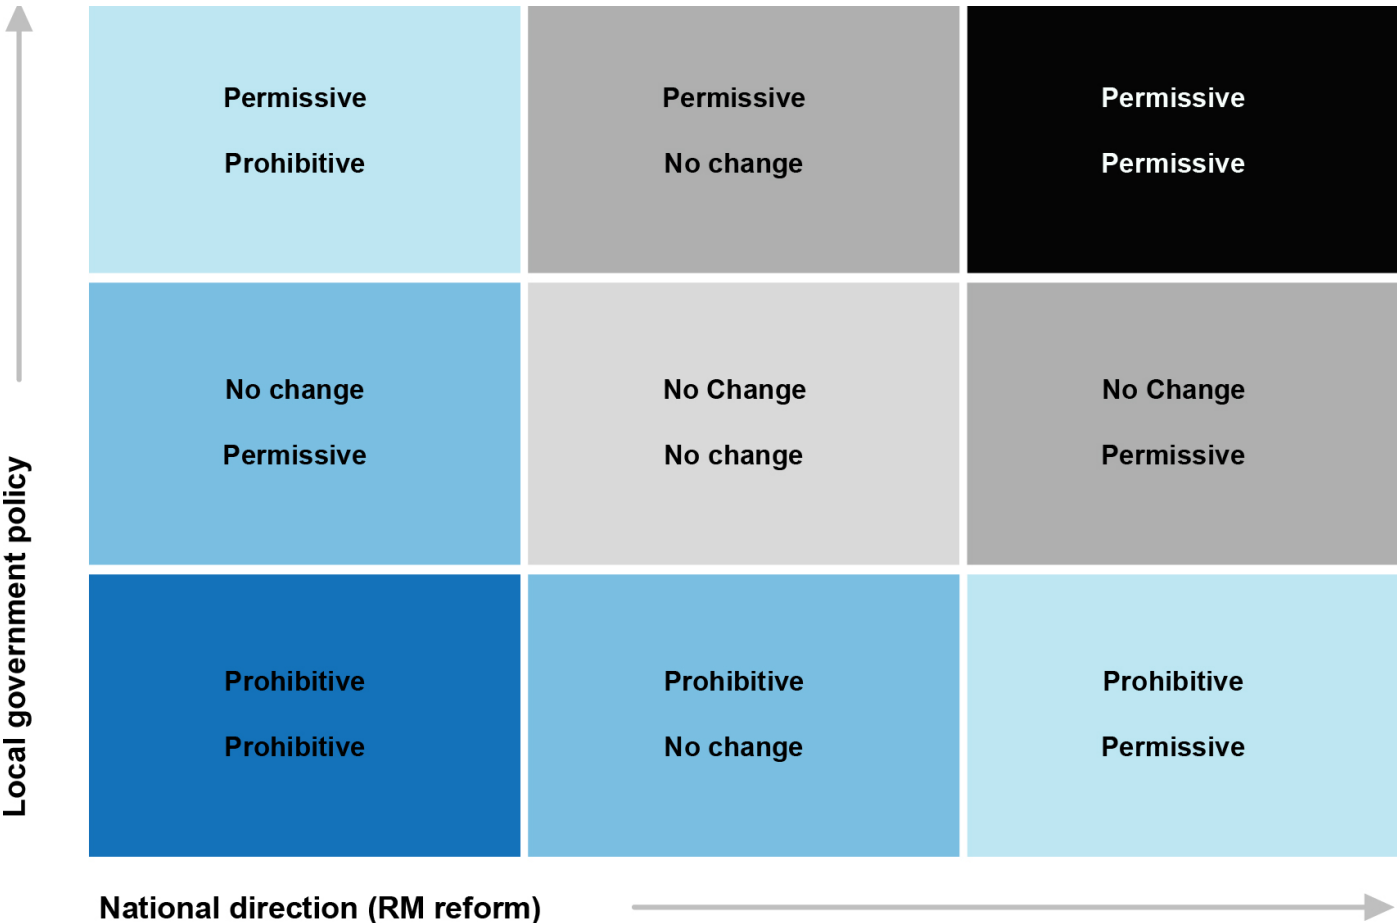 Permissive
Prohibitive
Permissive
No change
Permissive
Permissive
No change
Permissive
No Change
No change
No Change
Permissive
Prohibitive
Prohibitive
Prohibitive
No change
Prohibitive
Permissive
Local government policy
National direction (RM reform)